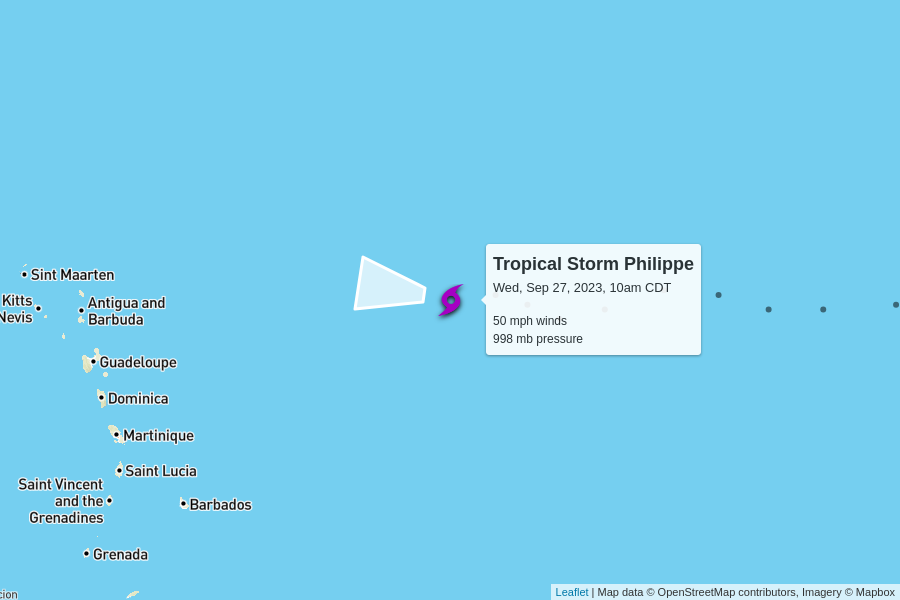 Tropical Storm Philippe
Wed, Sep 27, 2023, 10am CDT
50 mph winds
998 mb pressure
Sint Maarten
Kitts
Nevis
Antigua and
Barbuda
Guadeloupe
Dominica
Martinique
Saint Lucia
Saint Vincent
and the
Grenadines
Barbados
Grenada
cion
Leaflet | Map data © OpenStreetMap contributors, Imagery © Mapbox